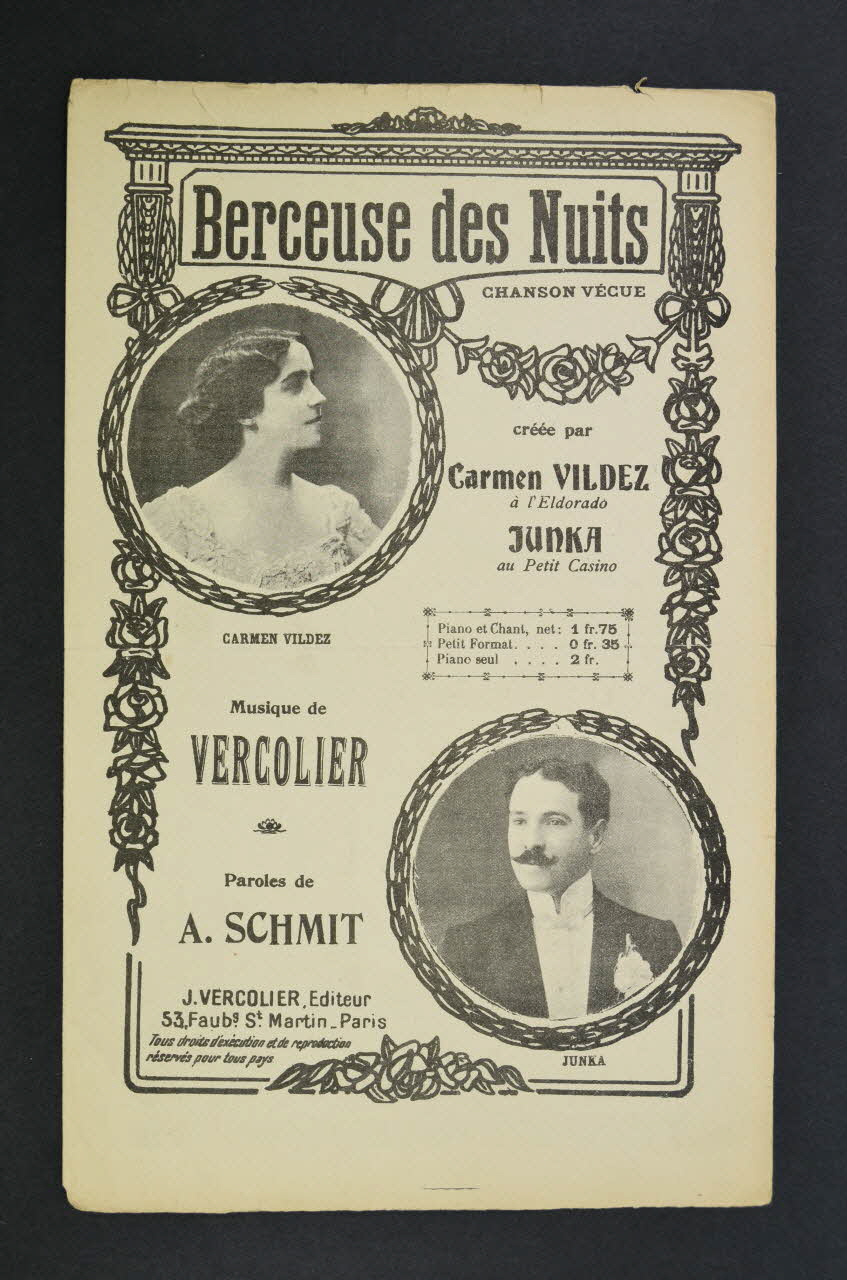 Berceuse des Nuits
CHANSON VÉCUE
créée par
Carmen VILDEZ
à l'Eldorado
JUNKA
au Petit Casino
CARMEN VILDEZ
Piano et Chant, net: 1 fr.75
Petit Format. . . . 0 fr. 35
Piano seul . . . . 2 fr.
Musique de
VERCOLIER
Paroles de
A. SCHMIT
J. VERCOLIER, Editeur
53, Faubg St Martin_Paris
Tous droits d'exécution et de reproduction
réservés pour tous pays
JUNKA